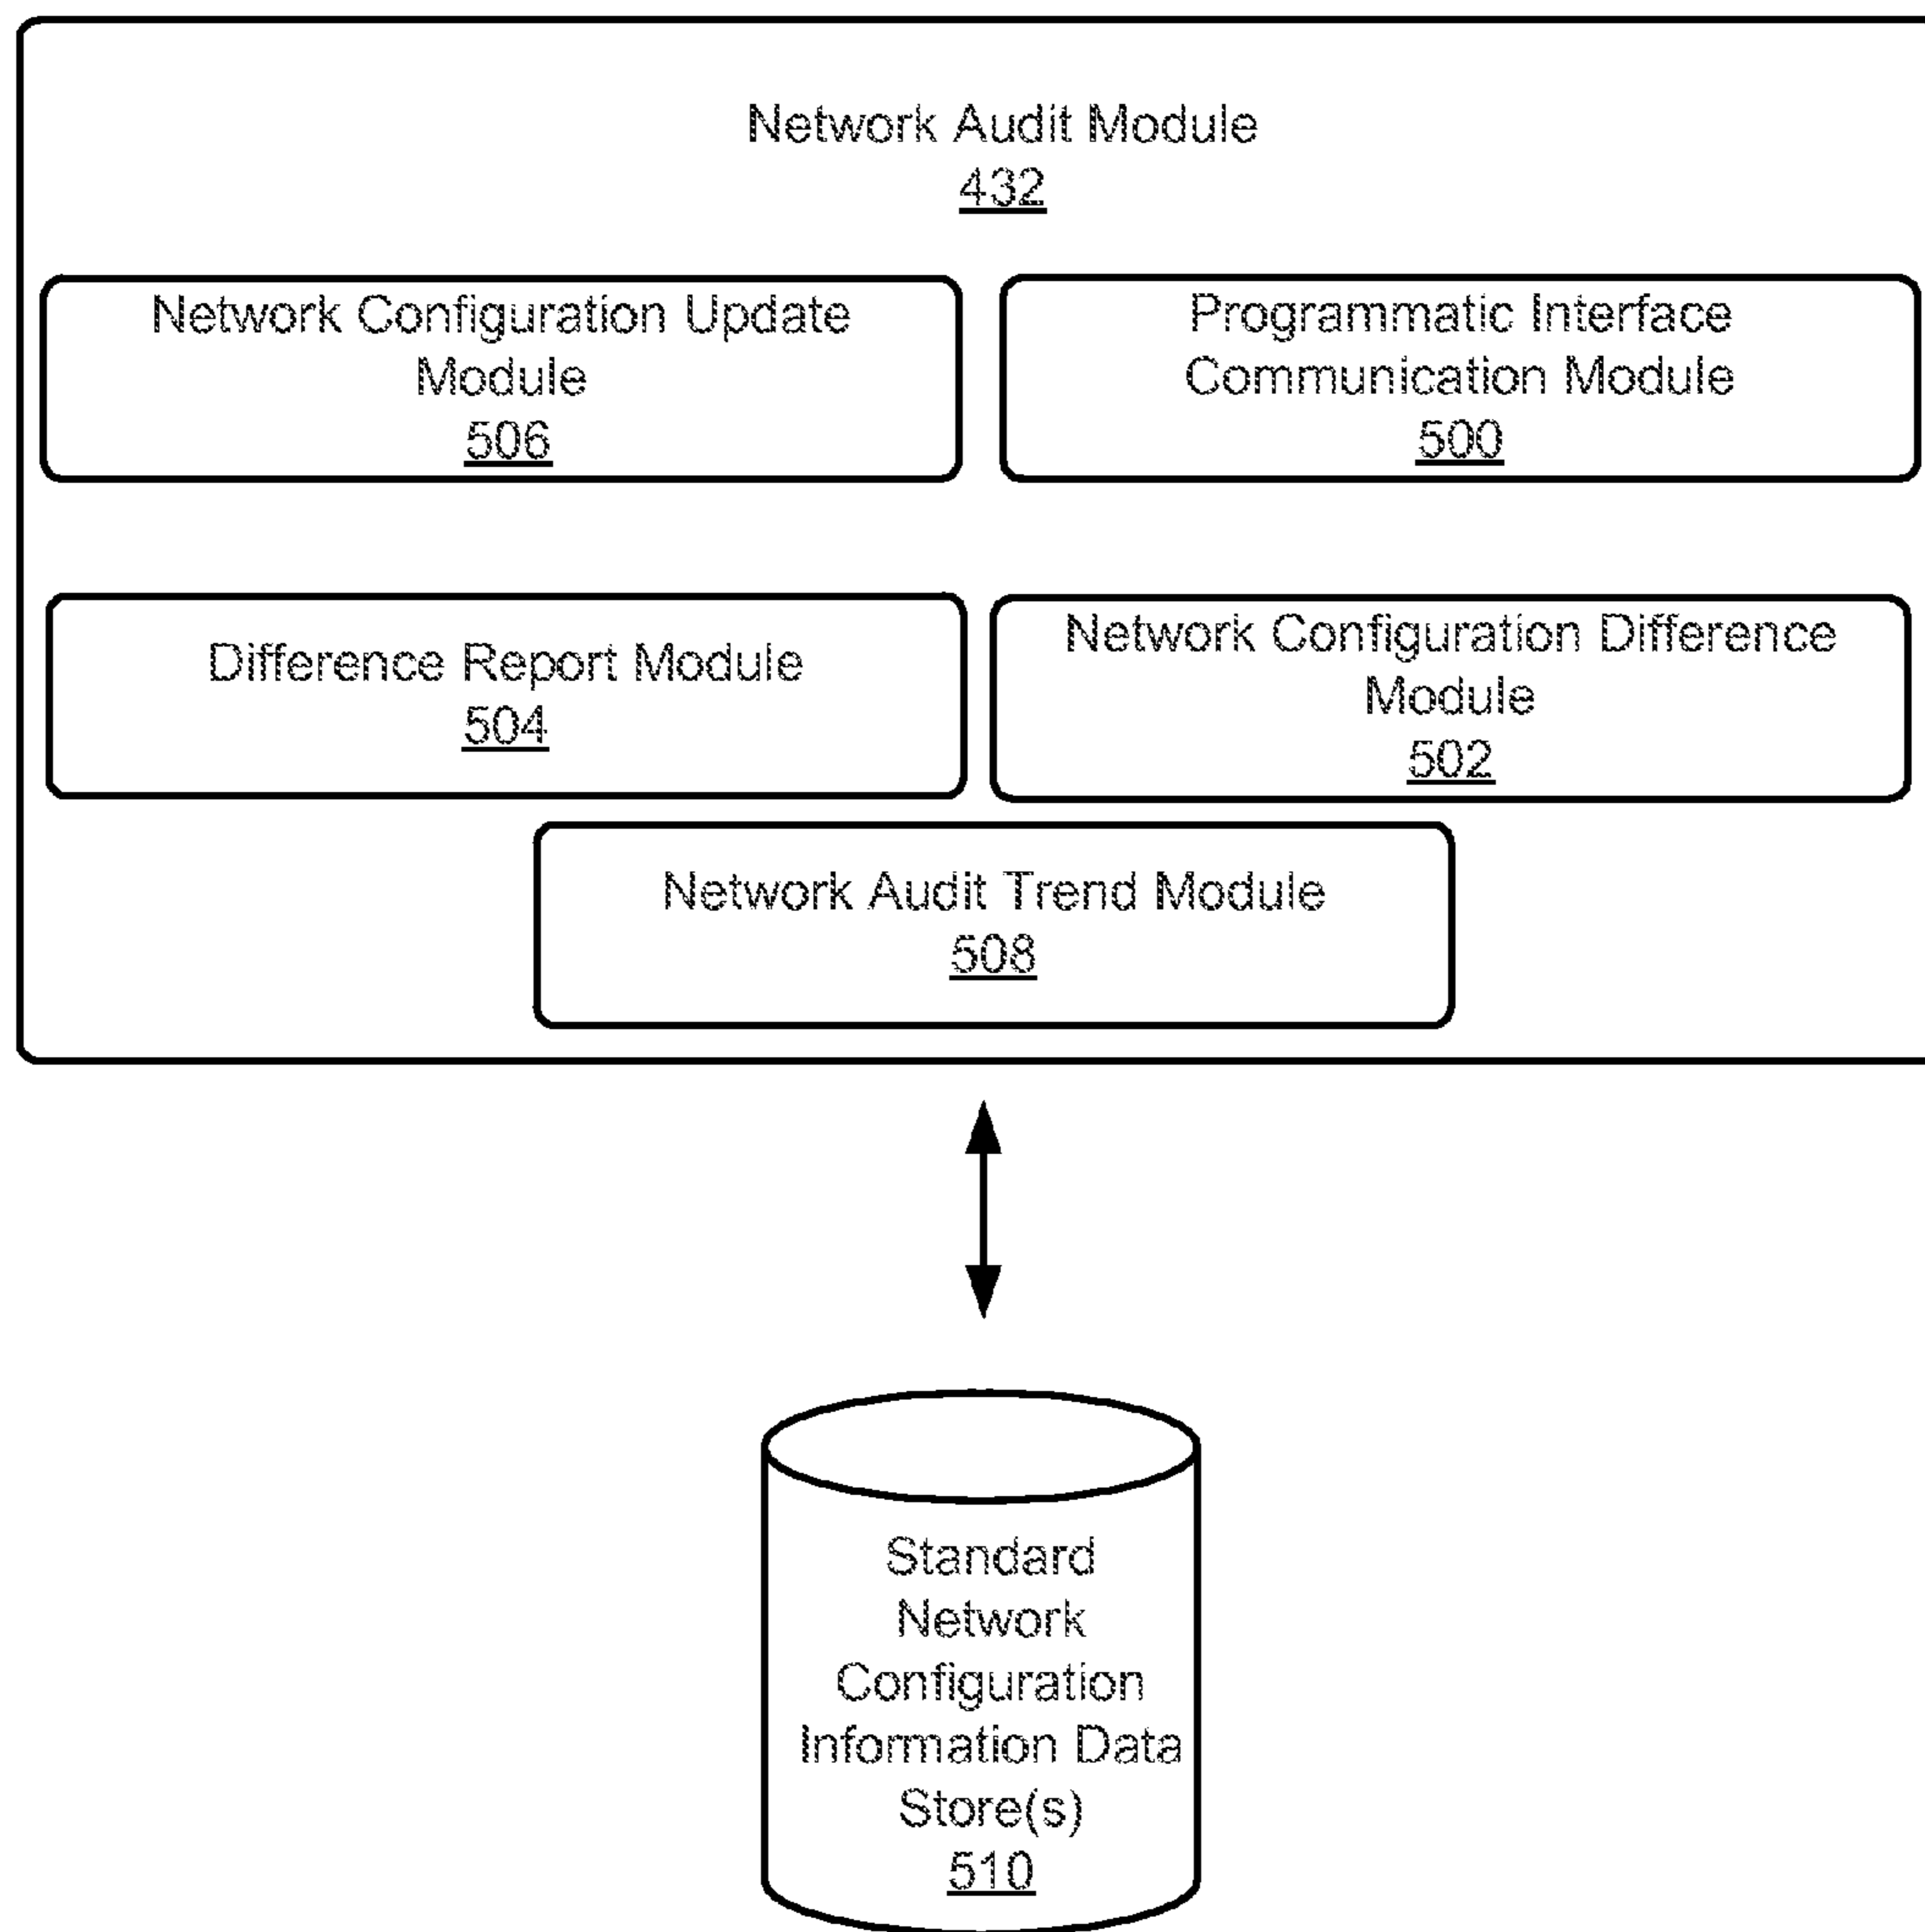 Network Audit Module
432
Network Configuration Update
Module
506
Programmatic Interface
Communication Module
500
Difference Report Module
504
Network Configuration Difference
Module
502
Network Audit Trend Module
508
Standard
Network
Configuration
Information Data
Store(s)
510